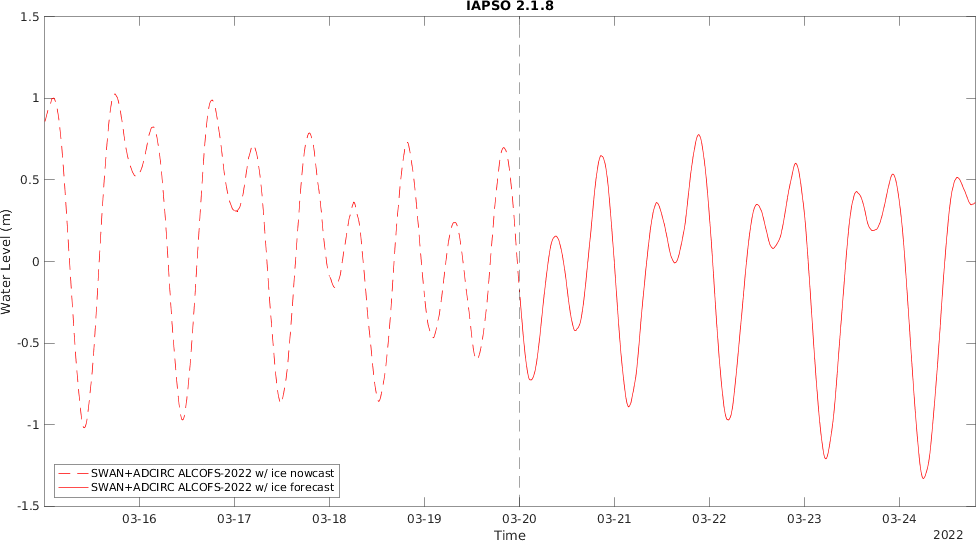 IAPSO 2.1.8
1.5
1
0.5
0
-0.5
-1
-1.5
Water Level (m)
SWAN+ADCIRC ALCOFS-2022 w/ ice nowcast
SWAN+ADCIRC ALCOFS-2022 w/ ice forecast
03-16 03-17 03-18 03-19 03-20 03-21 03-22 03-23 03-24
Time
2022